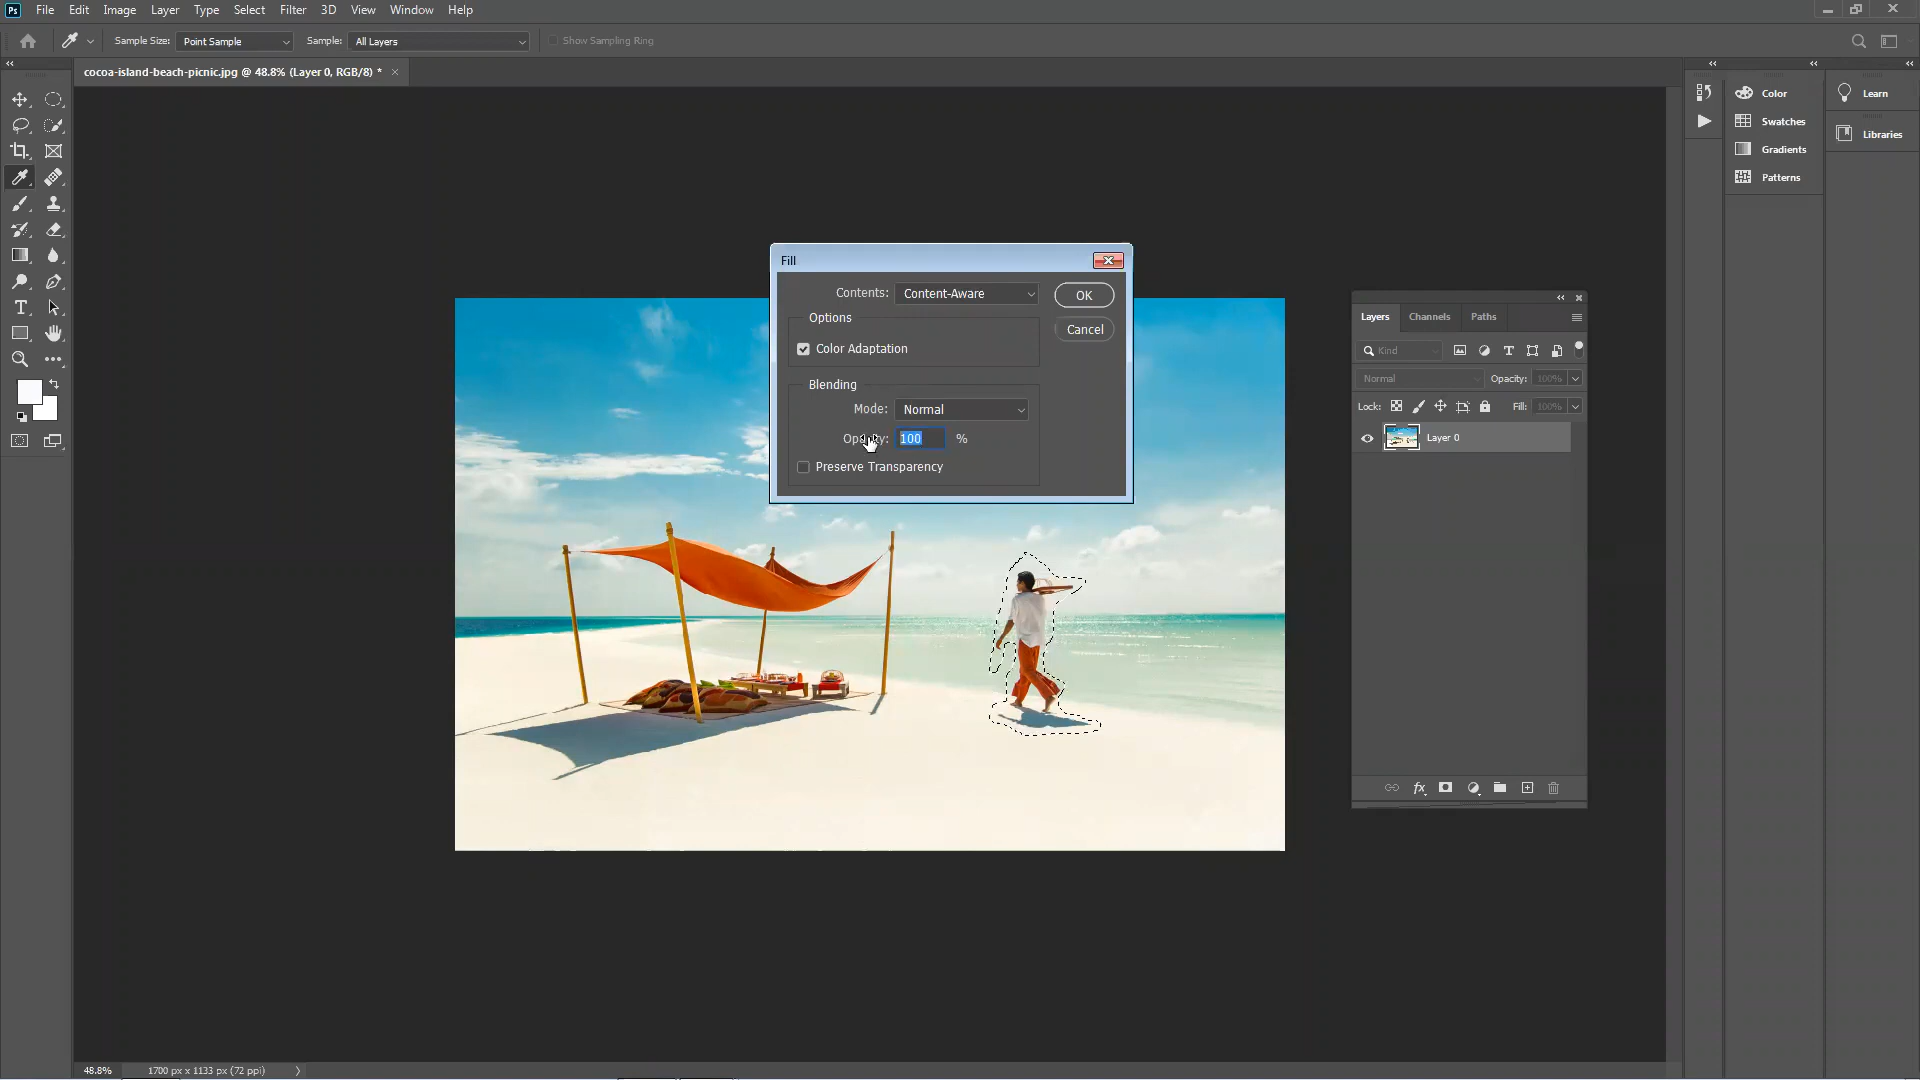 Ps File Edit Image Layer Type Select Filter 3D View Window Help
Sample Size: Point Sample Sample: All Layers Show Sampling Ring
cocoa-island-beach-picnic.jpg @ 48.8% (Layer 0, RGB/8) *
Color
Swatches
Gradients
Patterns
Learn
Libraries
Fill
Contents: Content-Aware
OK
Options
Cancel
Color Adaptation
Blending
Mode: Normal
Opacity: 100 %
Preserve Transparency
Layers Channels Paths
Kind
Normal Opacity: 100%
Lock: Fill: 100%
Layer 0
48.8% 1700 px x 1133 px (72 ppi)